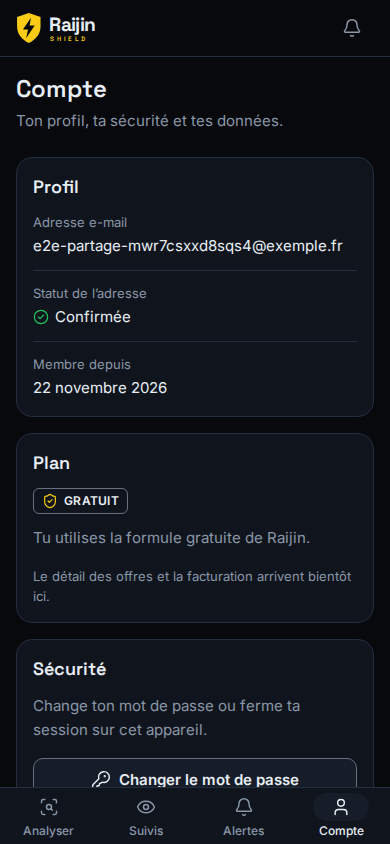 Raijin
SHIELD
Compte
Ton profil, ta sécurité et tes données.
Profil
Adresse e-mail
e2e-partage-mwr7csxxd8sqs4@exemple.fr
Statut de l'adresse
Confirmée
Membre depuis
22 novembre 2026
Plan
GRATUIT
Tu utilises la formule gratuite de Raijin.
Le détail des offres et la facturation arrivent bientôt
ici.
Sécurité
Change ton mot de passe ou ferme ta
session sur cet appareil.
Changer le mot de passe
Analyser
Suivis
Alertes
Compte